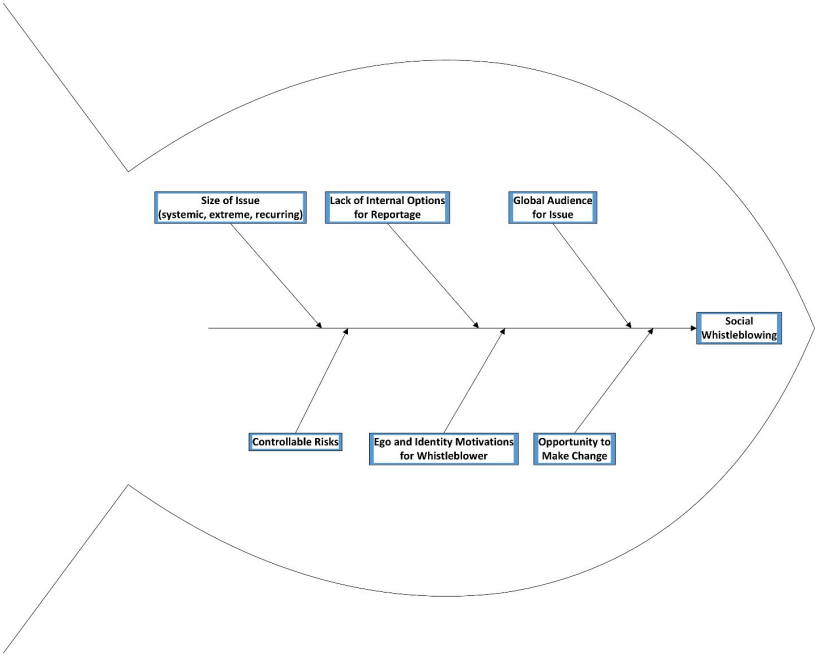 Size of Issue
(systemic, extreme, recurring)
Lack of Internal Options
for Reportage
Global Audience
for Issue
Social
Whistleblowing
Controllable Risks
Ego and Identity Motivations
for Whistleblower
Opportunity to
Make Change